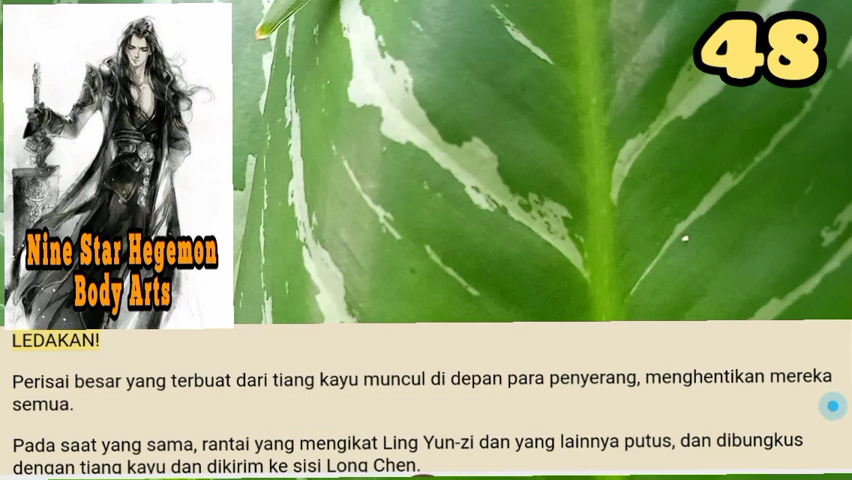 48
Nine Star Hegemon
Body Arts
LEDAKAN!
Perisai besar yang terbuat dari tiang kayu muncul di depan para penyerang, menghentikan mereka
semua.
Pada saat yang sama, rantai yang mengikat Ling Yun-zi dan yang lainnya putus, dan dibungkus
dengan tiang kayu dan dikirim ke sisi Long Chen.